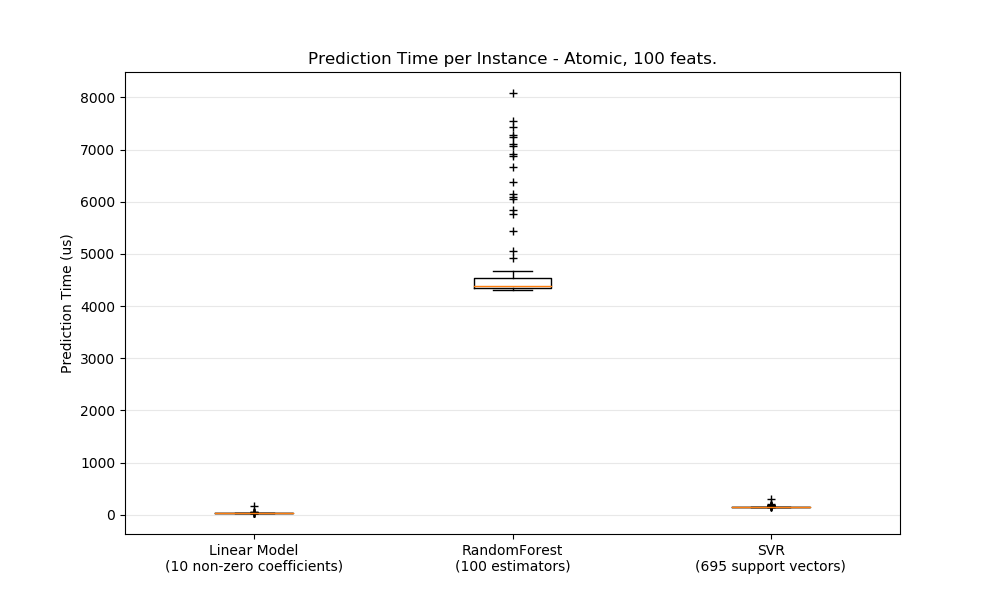 Prediction Time per Instance - Atomic, 100 feats.
8000
7000
6000
5000
4000
3000
2000
1000
0
Prediction Time (us)
Linear Model
(10 non-zero coefficients)
RandomForest
(100 estimators)
SVR
(695 support vectors)